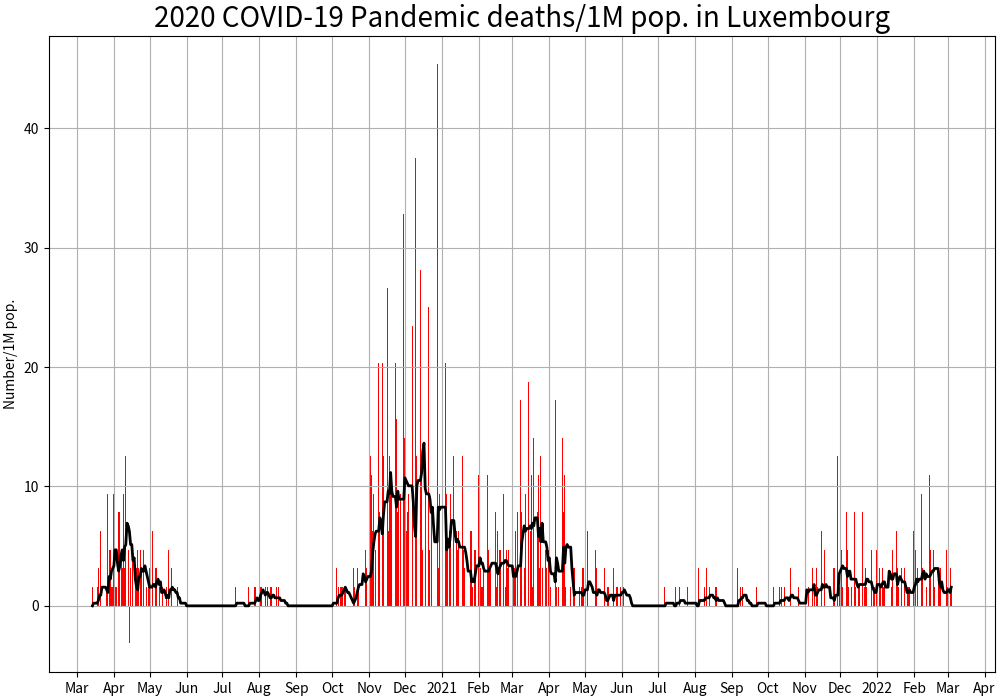 2020 COVID-19 Pandemic deaths/1M pop. in Luxembourg
Number/1M pop.
40
30
20
10
0
Mar Apr May Jun Jul Aug Sep Oct Nov Dec 2021 Feb Mar Apr May Jun Jul Aug Sep Oct Nov Dec 2022 Feb Mar Apr